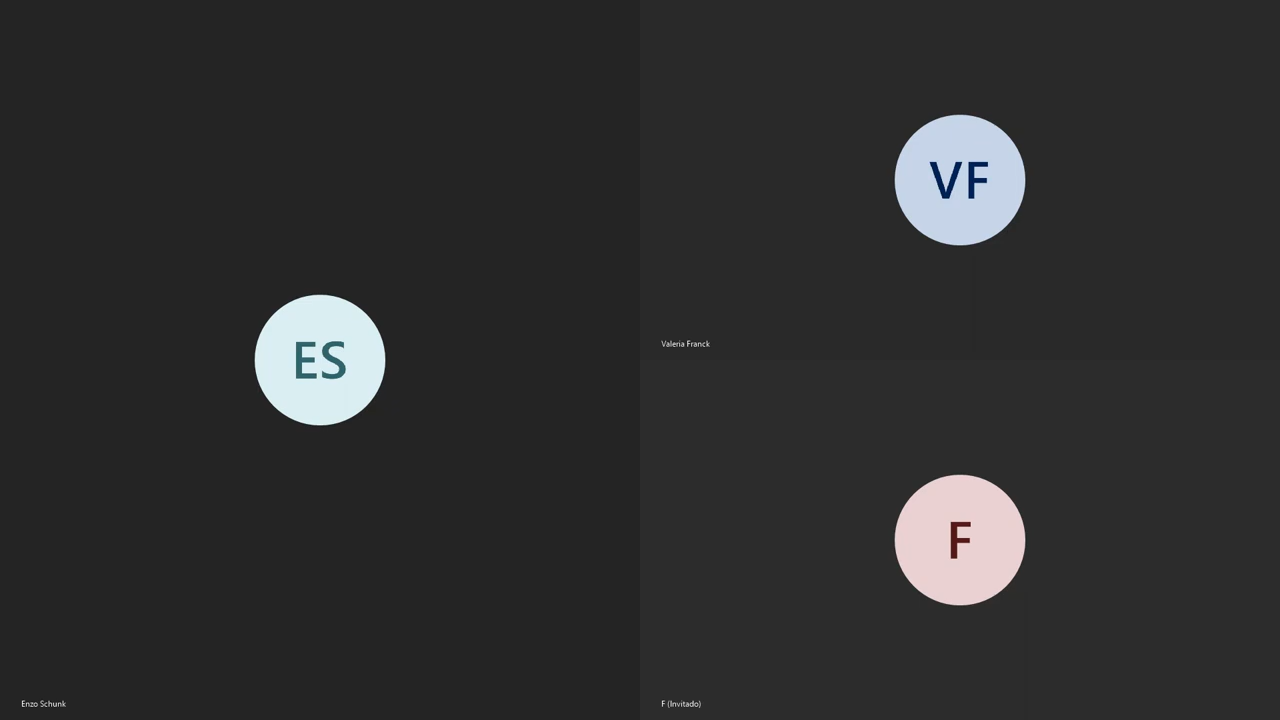 ES
Enzo Schunk
VF
Valeria Franck
F
F (Invitado)